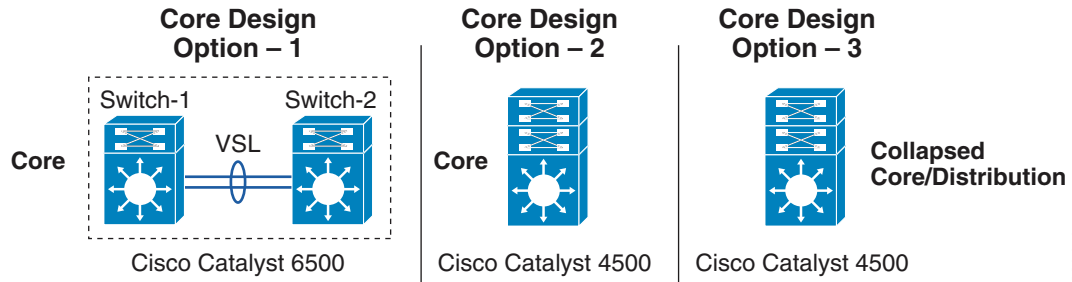 Core Design
Option – 1
Core Design
Option – 2
Core Design
Option – 3
Switch-1
Switch-2
VSL
Core
Core
Collapsed
Core/Distribution
Cisco Catalyst 6500
Cisco Catalyst 4500
Cisco Catalyst 4500